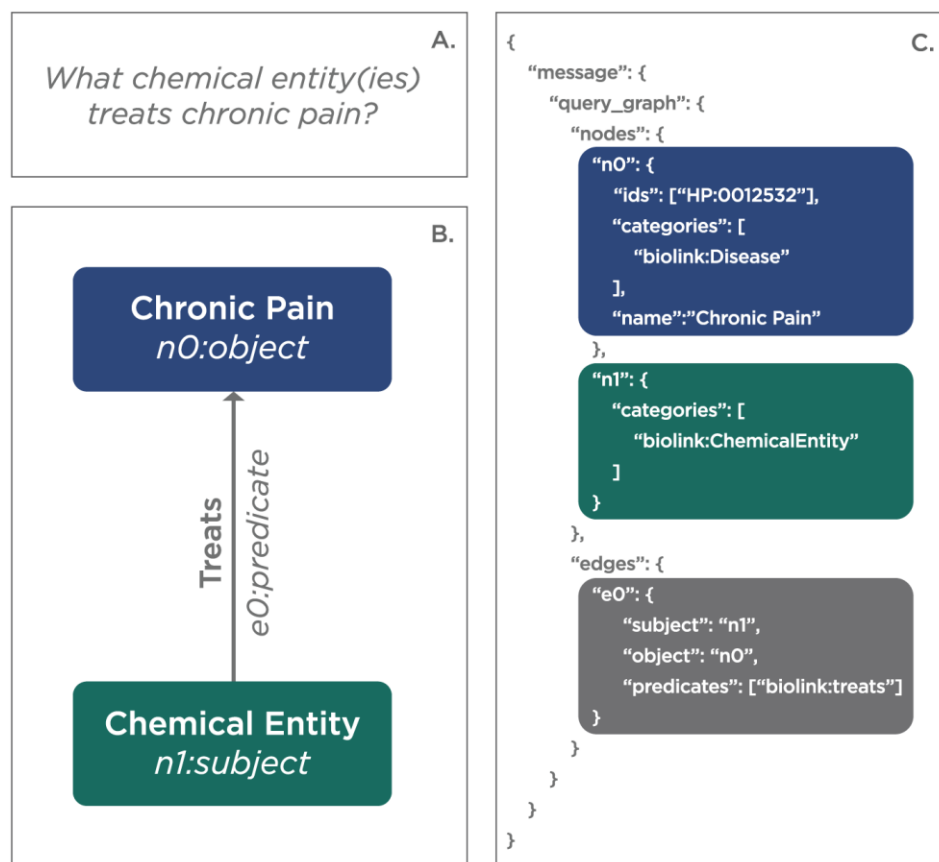 A.
What chemical entity(ies)
treats chronic pain?
B.
Chronic Pain
n0:object
Treats
e0:predicate
Chemical Entity
n1:subject
C.
{
“message”: {
“query_graph”: {
“nodes”: {
“n0”: {
“ids”: [“HP:0012532”],
“categories”: [
“biolink:Disease”
],
“name”:”Chronic Pain”
},
“n1”: {
“categories”: [
“biolink:ChemicalEntity”
]
}
},
“edges”: {
“e0”: {
“subject”: “n1”,
“object”: “n0”,
“predicates”: [“biolink:treats”]
}
}
}
}
}